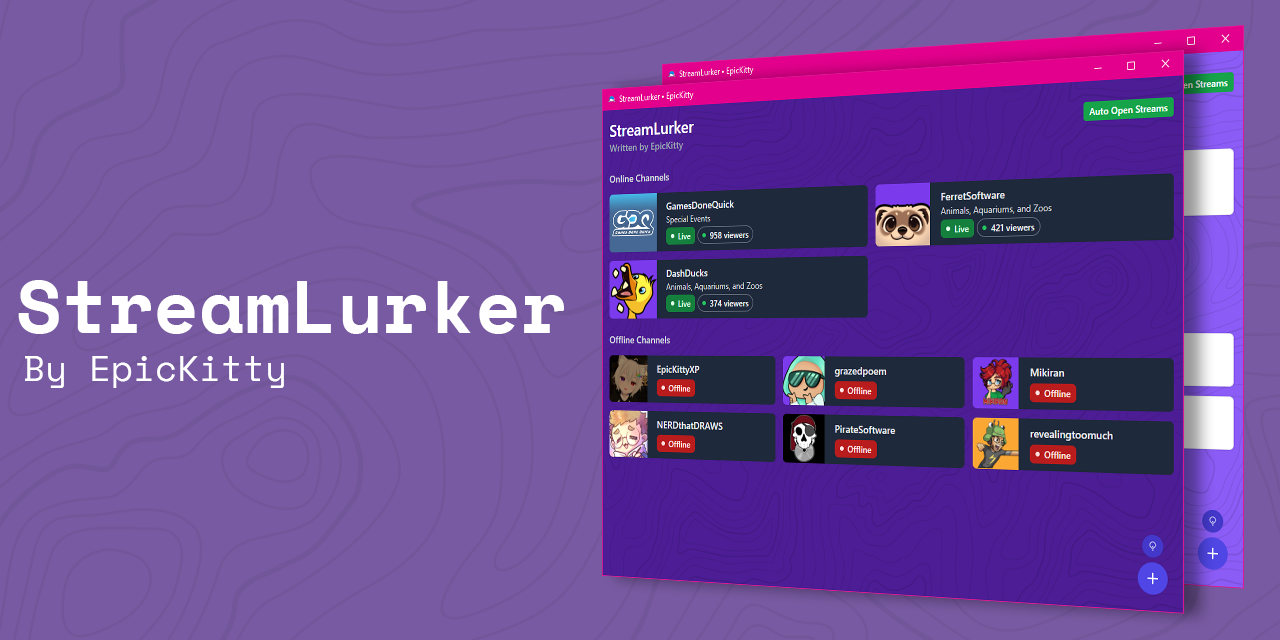 StreamLurker
By EpicKitty
StreamLurker • EpicKitty
en Streams
StreamLurker • EpicKitty
StreamLurker
Written by EpicKitty
Auto Open Streams
Online Channels
GamesDoneQuick
Special Events
Live
958 viewers
FerretSoftware
Animals, Aquariums, and Zoos
Live
421 viewers
DashDucks
Animals, Aquariums, and Zoos
Live
374 viewers
Offline Channels
EpicKittyXP
Offline
grazedpoem
Offline
Mikiran
Offline
NERDthatDRAWS
Offline
PirateSoftware
Offline
revealingtoomuch
Offline